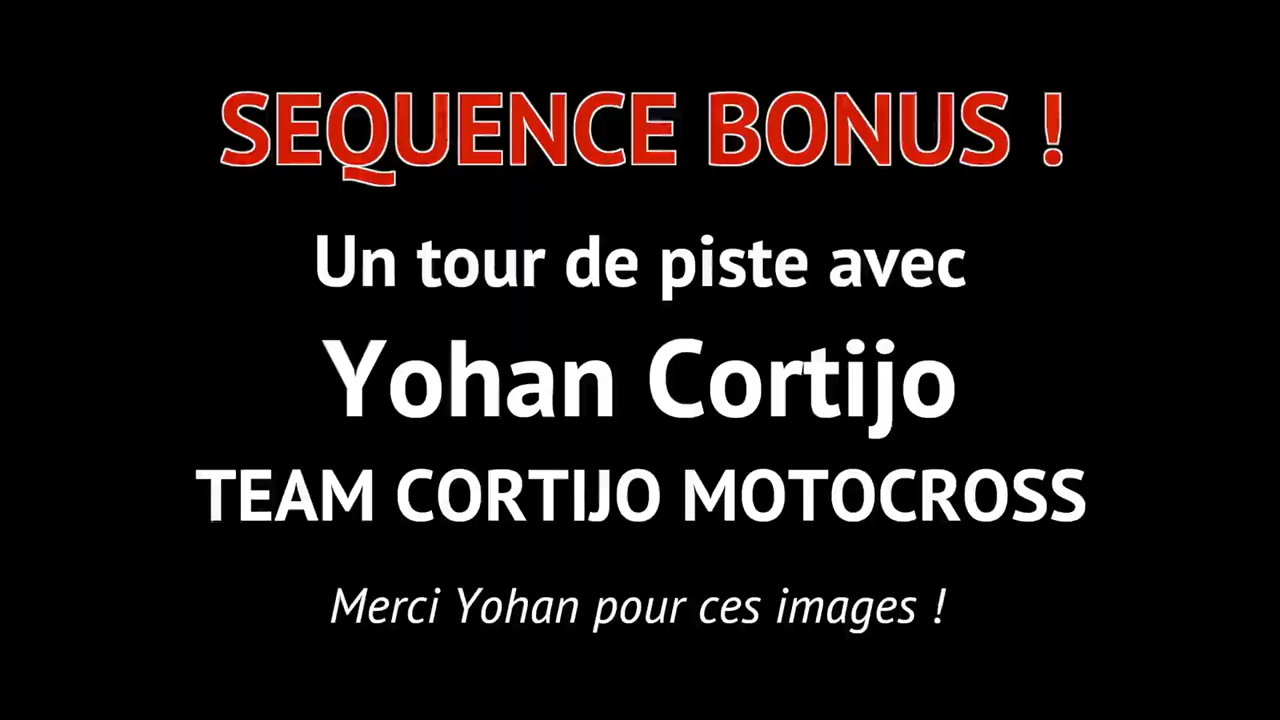 SEQUENCE BONUS !
Un tour de piste avec
Yohan Cortijo
TEAM CORTIJO MOTOCROSS
Merci Yohan pour ces images !